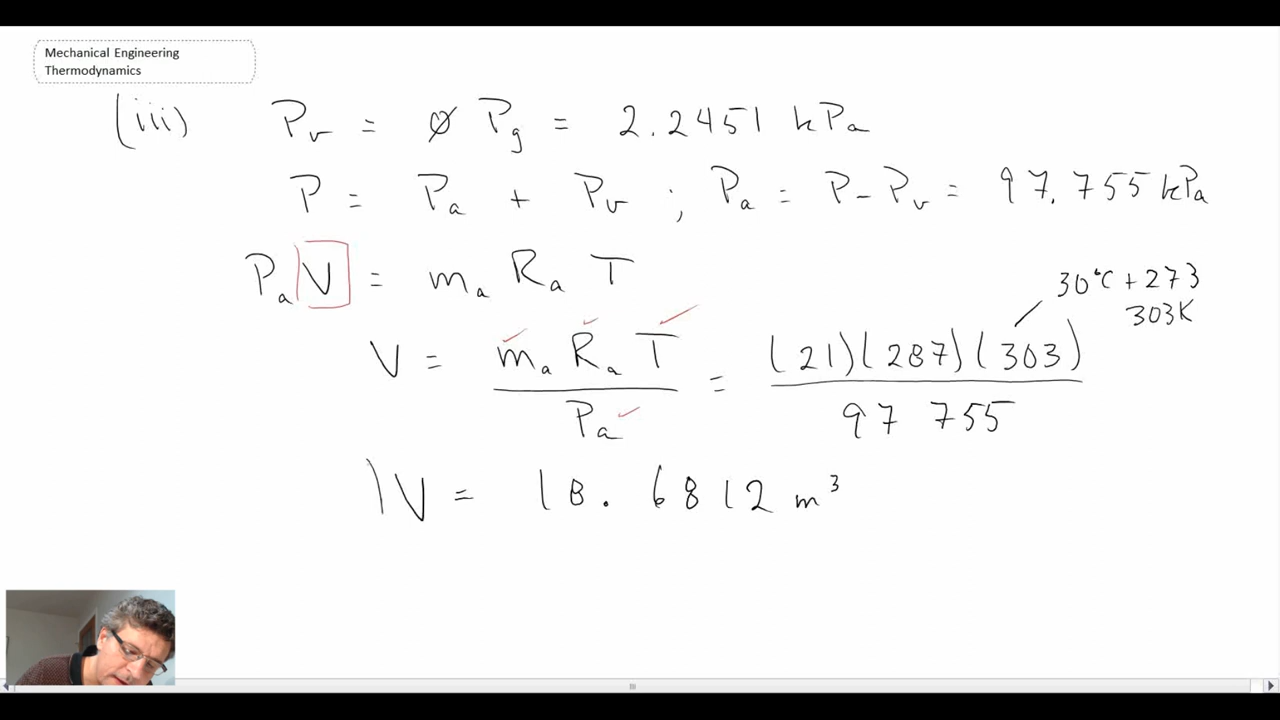 Mechanical Engineering
Thermodynamics
(iii) Pv = ø Pg = 2.2451 kPa
P = Pa + Pv ; Pa = P - Pv = 97.755 kPa
Pa V = ma Ra T
30°C + 273
303K
V = ma Ra T / Pa = (21)(287)(303) / 97 755
V = 18.6812 m³